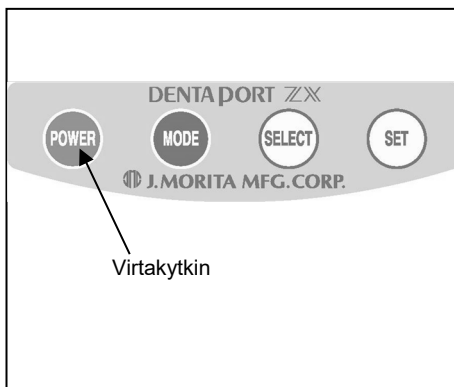 DENTAPORT ZX
POWER MODE SELECT SET
J.MORITA MFG.CORP.
Virtakytkin